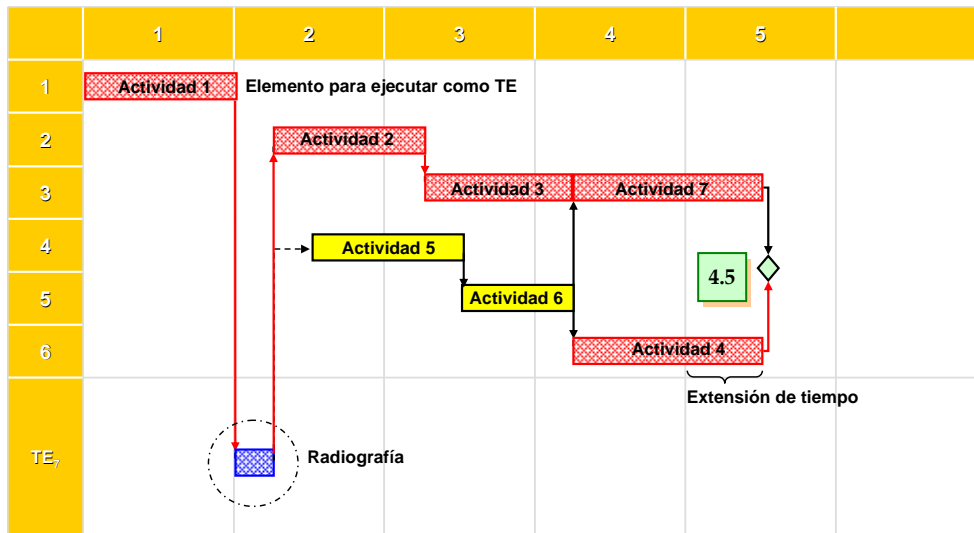 1 2 3 4 5
1 Actividad 1 Elemento para ejecutar como TE
2 Actividad 2
3 Actividad 3 Actividad 7
4 Actividad 5
4.5
5 Actividad 6
6 Actividad 4
Extensión de tiempo
TE7 Radiografía